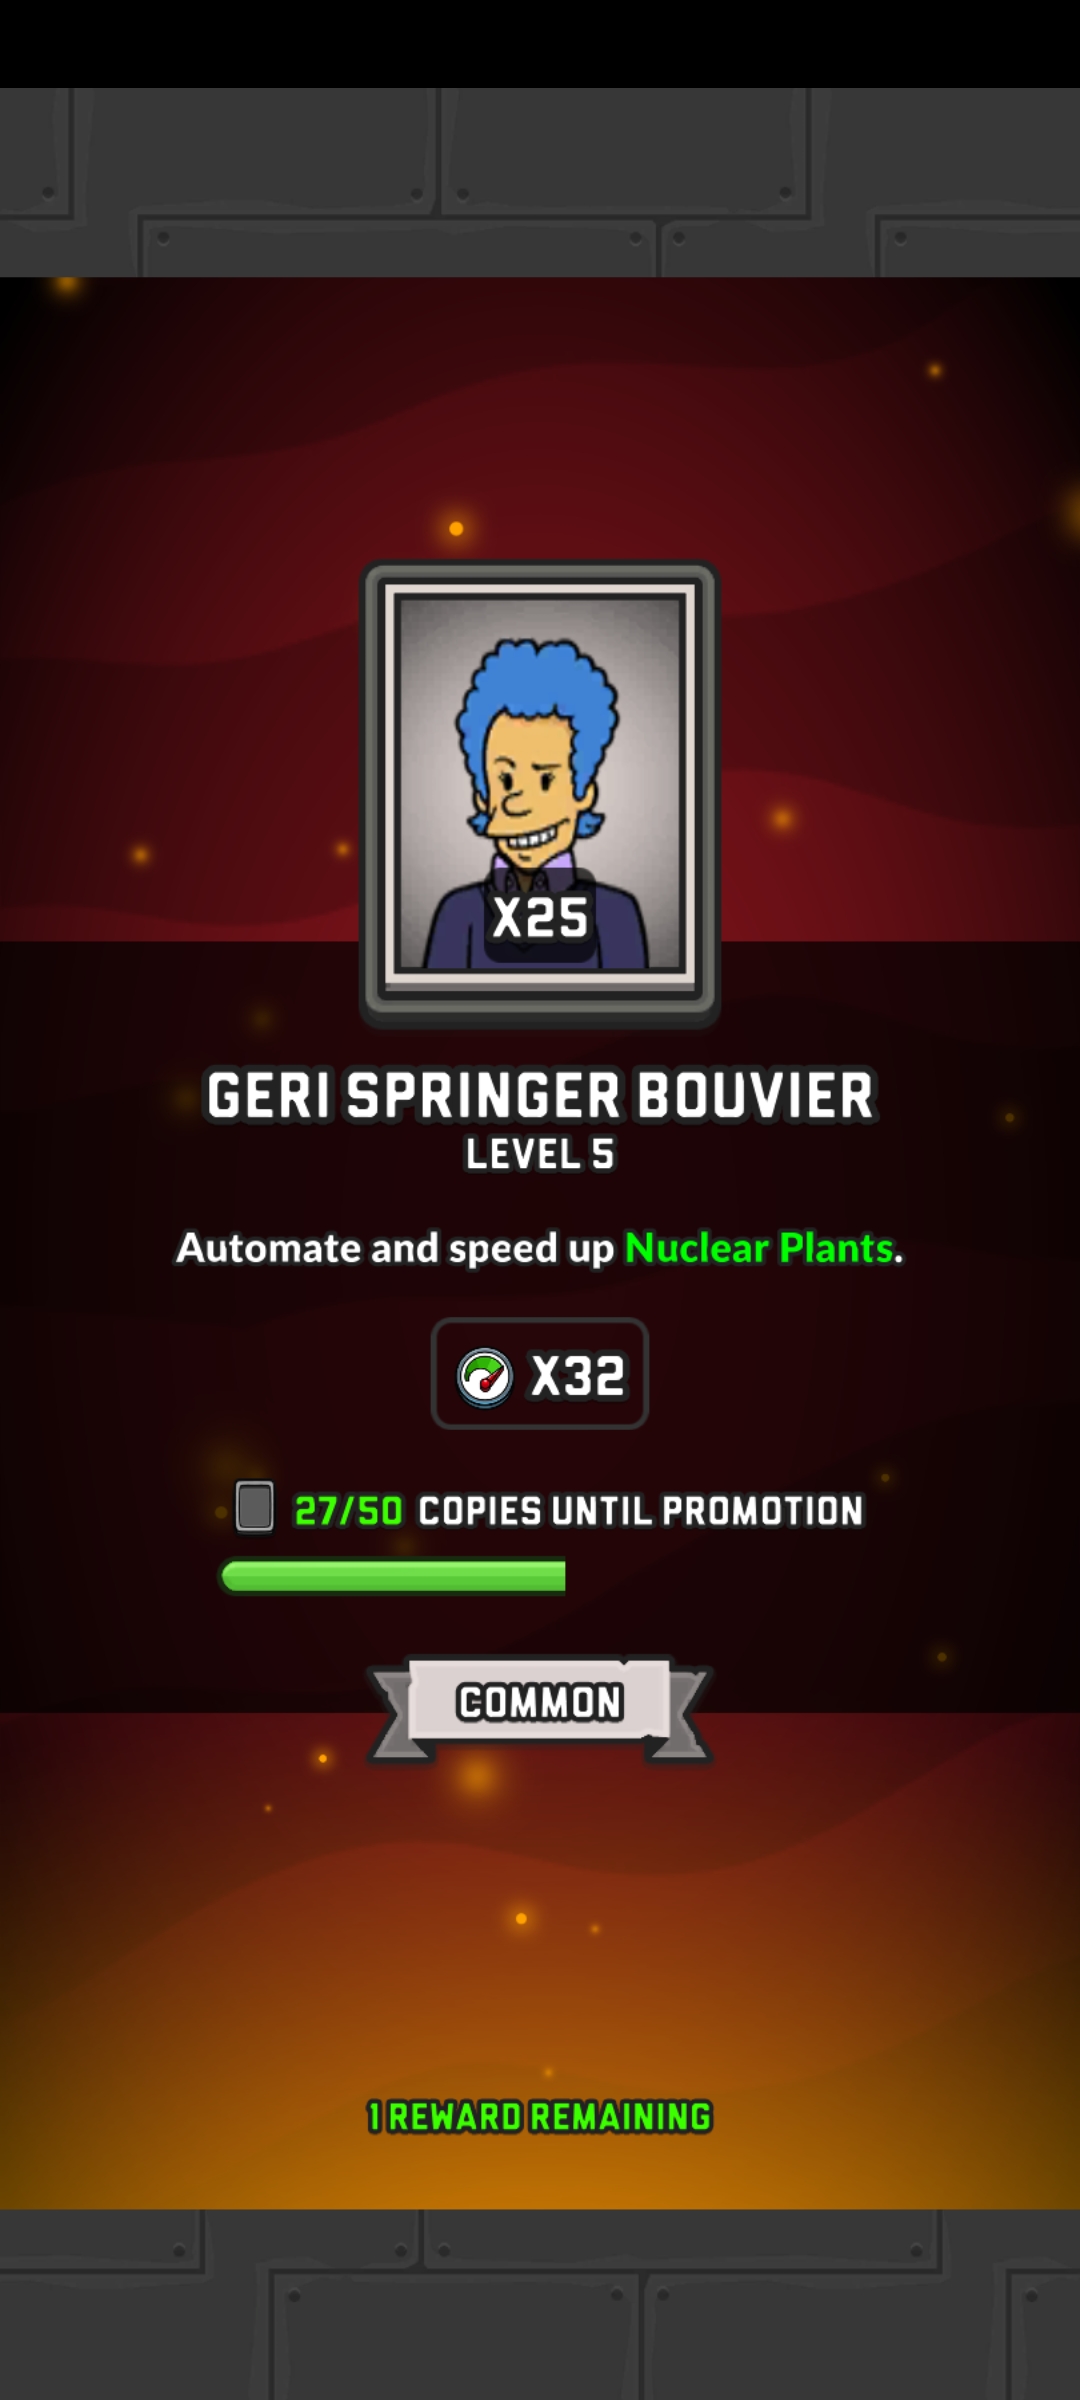 X25
GERI SPRINGER BOUVIER
LEVEL 5
Automate and speed up Nuclear Plants.
X32
27/50 COPIES UNTIL PROMOTION
COMMON
1 REWARD REMAINING